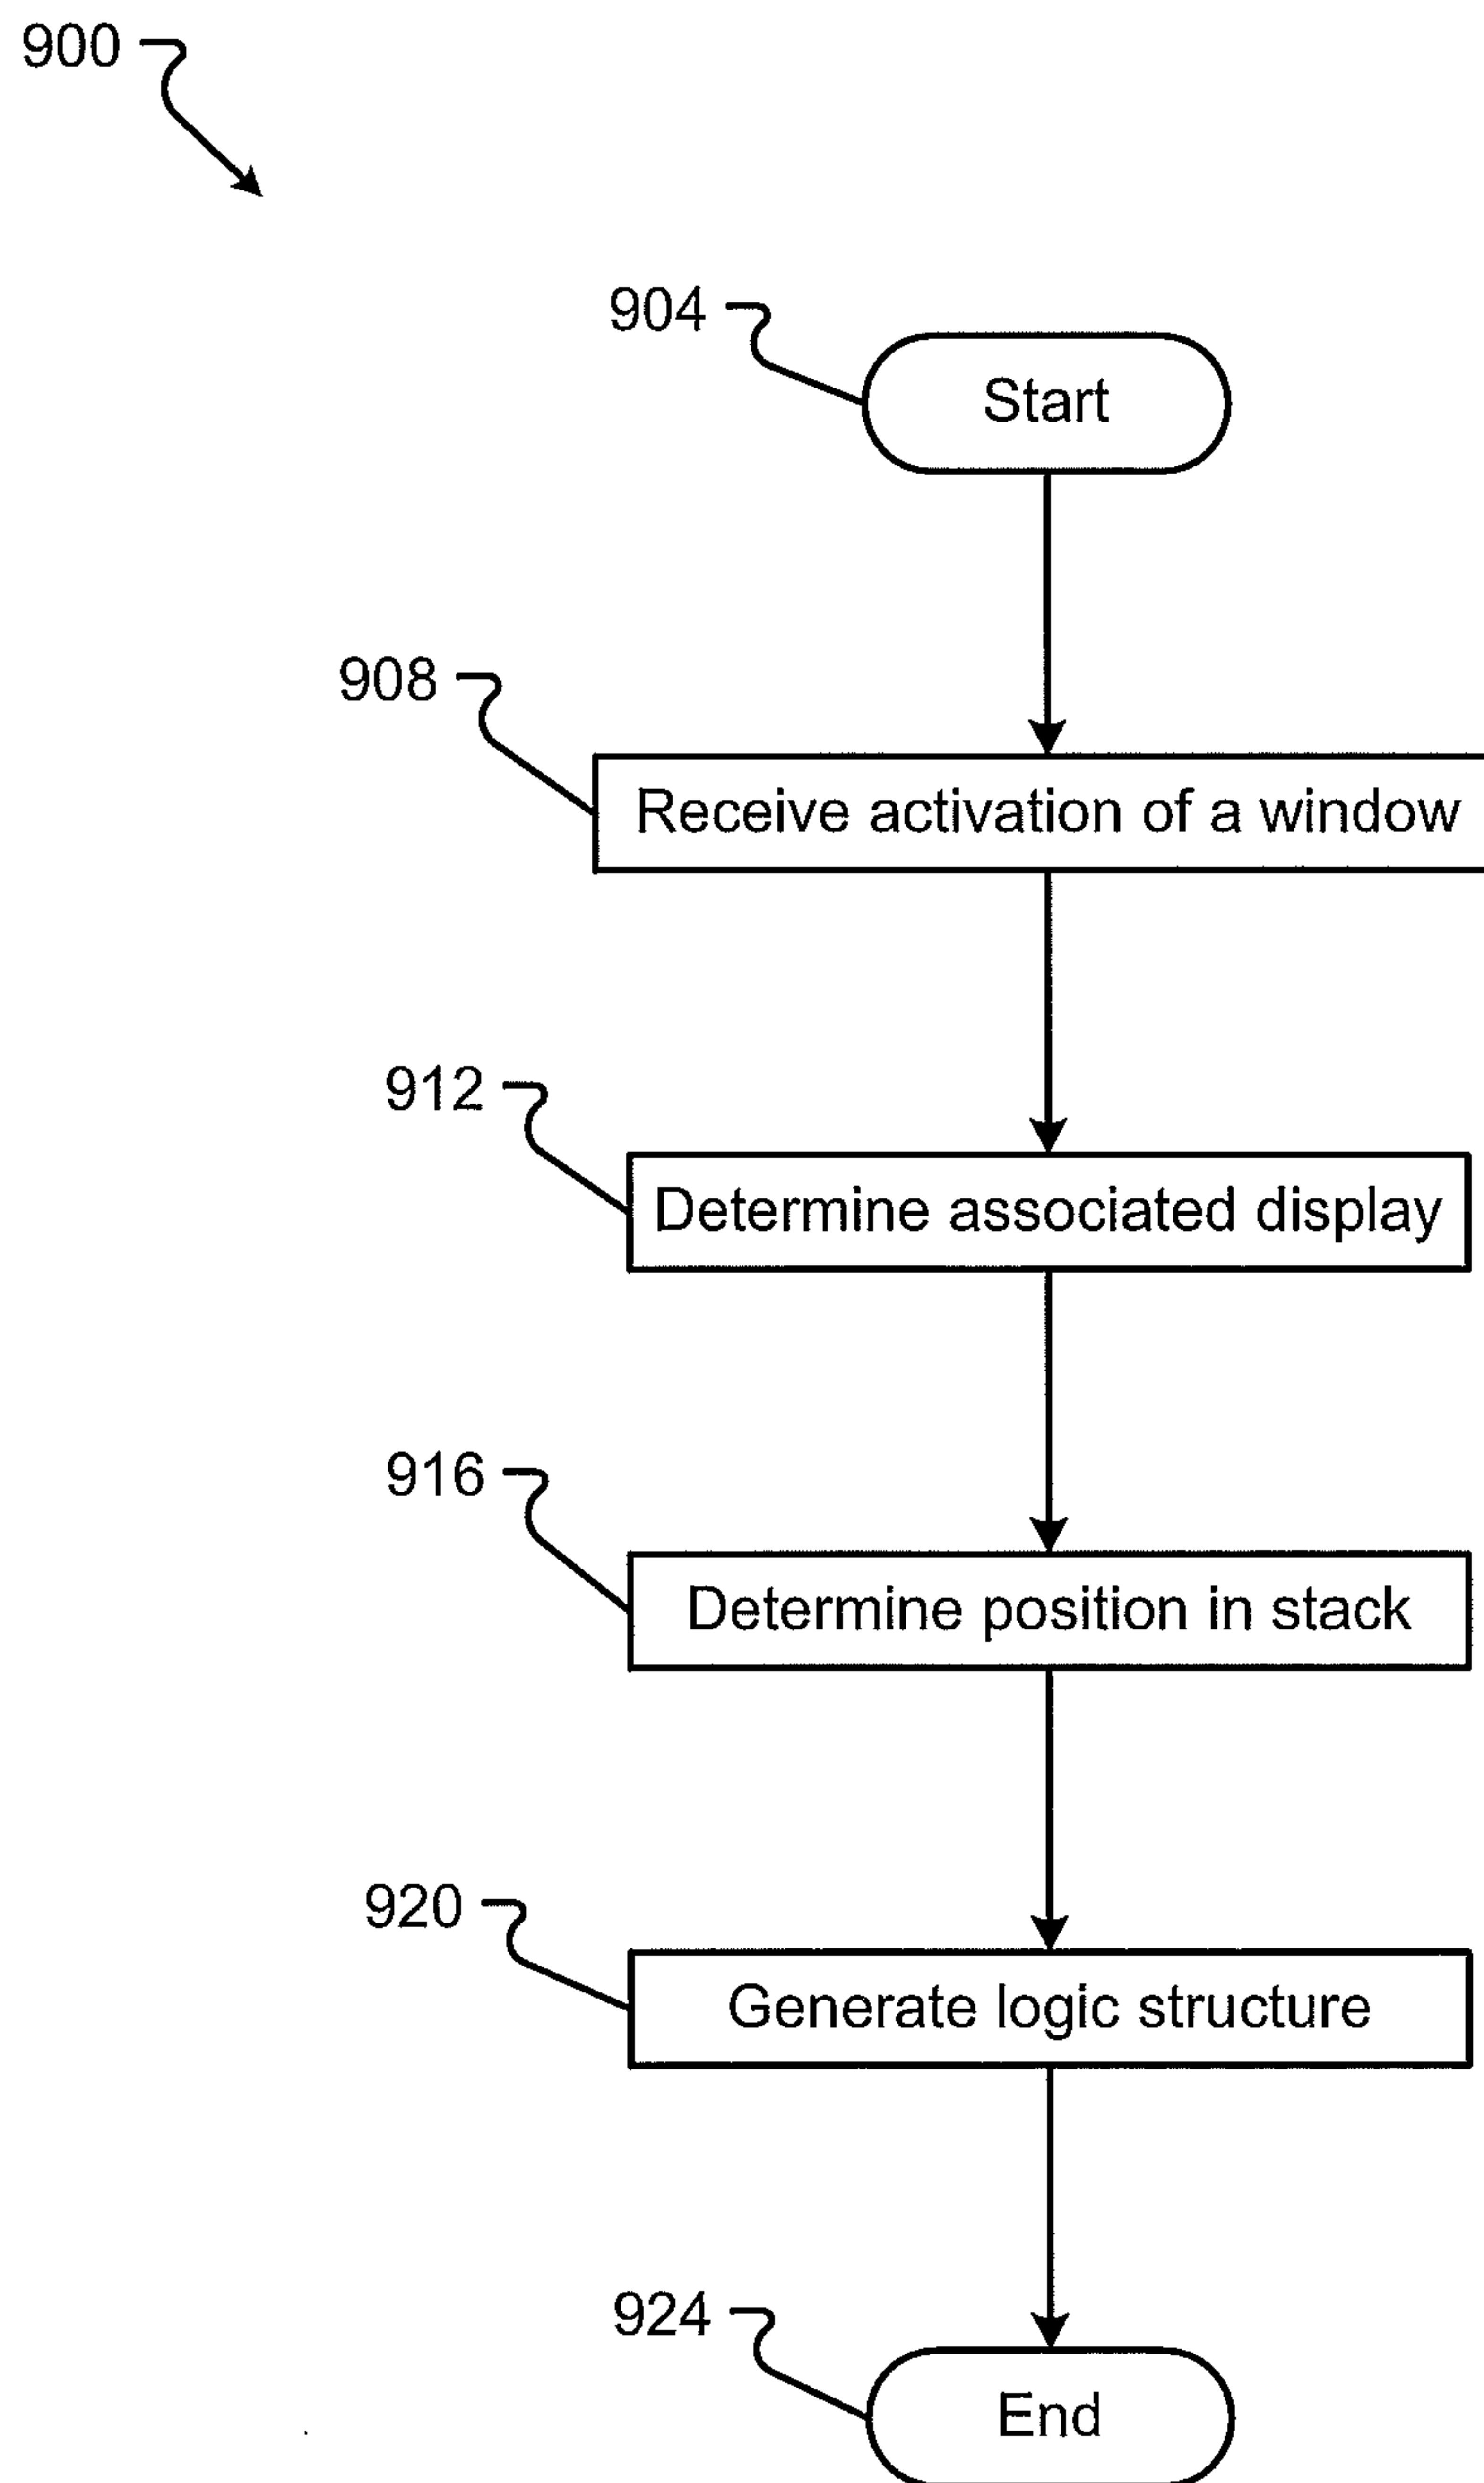 900
904
Start
908
Receive activation of a window
912
Determine associated display
916
Determine position in stack
920
Generate logic structure
924
End